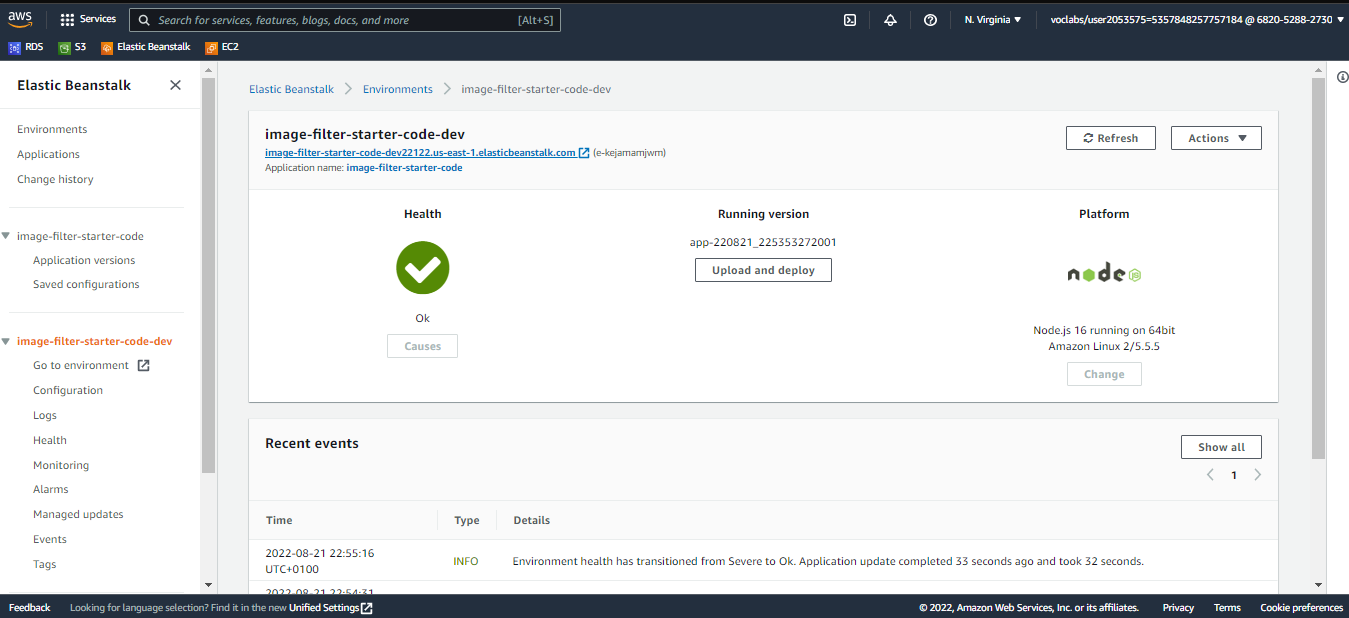 aws
Services
Search for services, features, blogs, docs, and more
[Alt+S]
N. Virginia
voclabs/user2053575=5357848257757184 @ 6820-5288-2730
RDS
S3
Elastic Beanstalk
EC2
Elastic Beanstalk
Environments
Applications
Change history
image-filter-starter-code
Application versions
Saved configurations
image-filter-starter-code-dev
Go to environment
Configuration
Logs
Health
Monitoring
Alarms
Managed updates
Events
Tags
Elastic Beanstalk
Environments
image-filter-starter-code-dev
image-filter-starter-code-dev
image-filter-starter-code-dev22122.us-east-1.elasticbeanstalk.com (e-kejamamjwm)
Application name: image-filter-starter-code
Refresh
Actions
Health
Ok
Causes
Running version
app-220821_225353272001
Upload and deploy
Platform
node JS
Node.js 16 running on 64bit
Amazon Linux 2/5.5.5
Change
Recent events
Show all
1
Time
Type
Details
2022-08-21 22:55:16
UTC+0100
INFO
Environment health has transitioned from Severe to Ok. Application update completed 33 seconds ago and took 32 seconds.
2022-08-21 22:54:31
Feedback
Looking for language selection? Find it in the new Unified Settings
© 2022, Amazon Web Services, Inc. or its affiliates.
Privacy
Terms
Cookie preferences